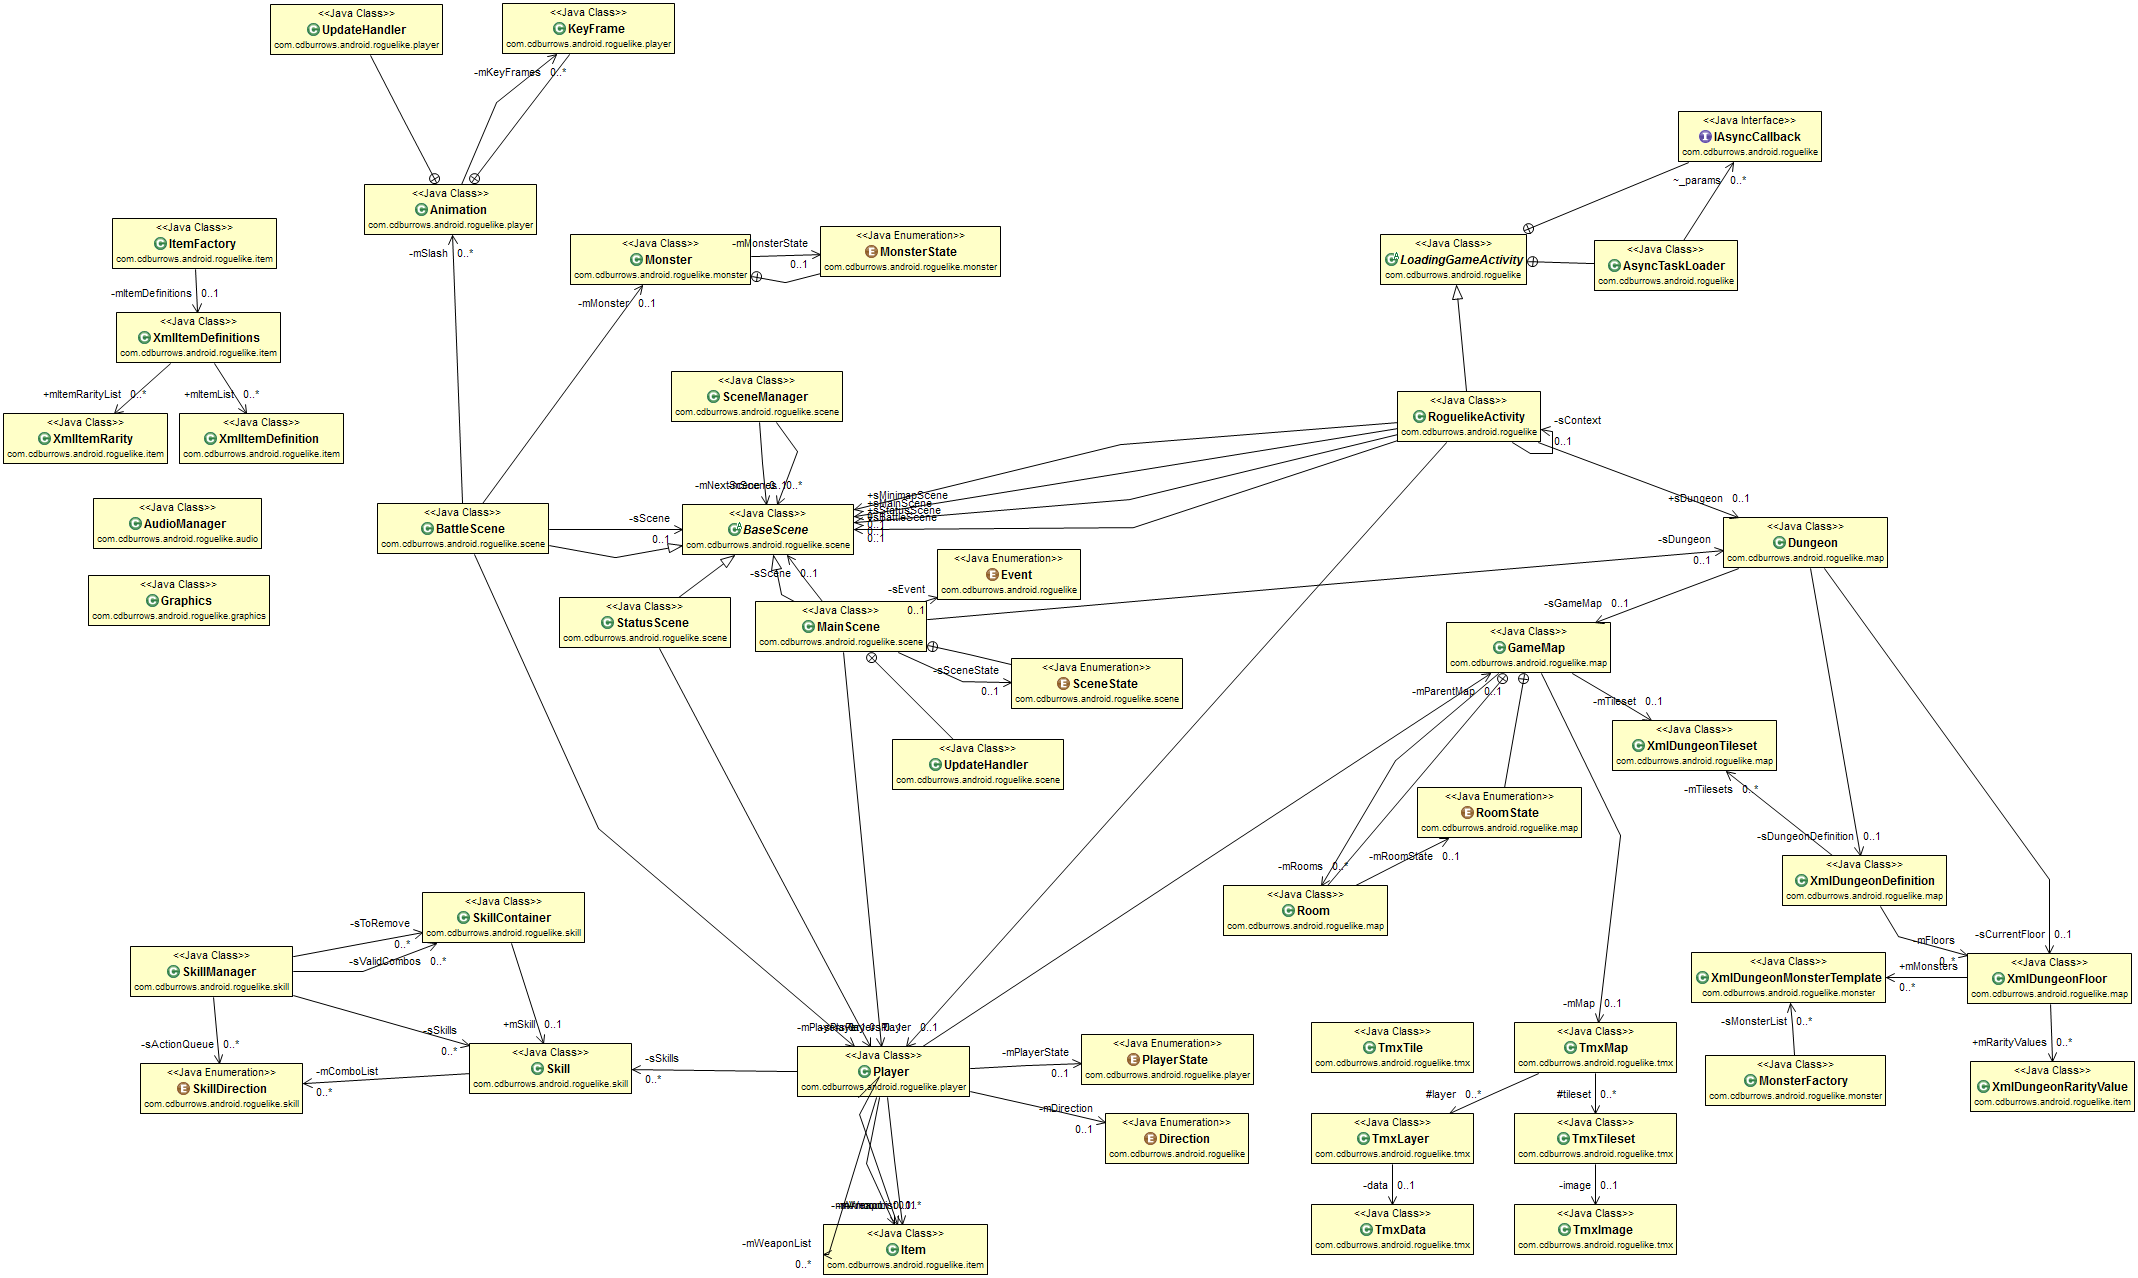 <<Java Class>>
UpdateHandler
com.cdburrows.android.roguelike.player
<<Java Class>>
KeyFrame
com.cdburrows.android.roguelike.player
-mKeyFrames 0..*
<<Java Class>>
Animation
com.cdburrows.android.roguelike.player
-mSlash 0..*
<<Java Interface>>
IAsyncCallback
com.cdburrows.android.roguelike
~_params 0..*
<<Java Class>>
LoadingGameActivity
com.cdburrows.android.roguelike
<<Java Class>>
AsyncTaskLoader
com.cdburrows.android.roguelike
<<Java Class>>
ItemFactory
com.cdburrows.android.roguelike.item
-mItemDefinitions 0..1
<<Java Class>>
XmlItemDefinitions
com.cdburrows.android.roguelike.item
+mItemRarityList 0..*
+mItemList 0..*
<<Java Class>>
XmlItemRarity
com.cdburrows.android.roguelike.item
<<Java Class>>
XmlItemDefinition
com.cdburrows.android.roguelike.item
<<Java Class>>
Monster
com.cdburrows.android.roguelike.monster
-mMonsterState
0..1
<<Java Enumeration>>
MonsterState
com.cdburrows.android.roguelike.monster
-mMonster 0..1
<<Java Class>>
SceneManager
com.cdburrows.android.roguelike.scene
<<Java Class>>
RoguelikeActivity
com.cdburrows.android.roguelike
-sContext
0..1
+sMinimapScene
+sMainScene
+sStatusScene
+sBattleScene
0..1
<<Java Class>>
AudioManager
com.cdburrows.android.roguelike.audio
<<Java Class>>
Graphics
com.cdburrows.android.roguelike.graphics
<<Java Class>>
BattleScene
com.cdburrows.android.roguelike.scene
-sScene
0..1
<<Java Class>>
BaseScene
com.cdburrows.android.roguelike.scene
-sScene 0..1
+sDungeon 0..1
<<Java Class>>
Dungeon
com.cdburrows.android.roguelike.map
-sDungeon
0..1
<<Java Enumeration>>
Event
com.cdburrows.android.roguelike
-sEvent
0..1
<<Java Class>>
StatusScene
com.cdburrows.android.roguelike.scene
<<Java Class>>
MainScene
com.cdburrows.android.roguelike.scene
-sSceneState
0..1
<<Java Enumeration>>
SceneState
com.cdburrows.android.roguelike.scene
<<Java Class>>
UpdateHandler
com.cdburrows.android.roguelike.scene
-sGameMap 0..1
<<Java Class>>
GameMap
com.cdburrows.android.roguelike.map
-mParentMap 0..1
-mTileset 0..1
<<Java Class>>
XmlDungeonTileset
com.cdburrows.android.roguelike.map
-mTilesets 0..*
<<Java Enumeration>>
RoomState
com.cdburrows.android.roguelike.map
-mRoomState 0..1
-mRooms 0..*
<<Java Class>>
Room
com.cdburrows.android.roguelike.map
-sDungeonDefinition 0..1
<<Java Class>>
XmlDungeonDefinition
com.cdburrows.android.roguelike.map
-sCurrentFloor 0..1
-mFloors
0..*
<<Java Class>>
XmlDungeonFloor
com.cdburrows.android.roguelike.map
+mMonsters
0..*
<<Java Class>>
XmlDungeonMonsterTemplate
com.cdburrows.android.roguelike.monster
-sMonsterList 0..*
<<Java Class>>
MonsterFactory
com.cdburrows.android.roguelike.monster
+mRarityValues 0..*
<<Java Class>>
XmlDungeonRarityValue
com.cdburrows.android.roguelike.item
<<Java Class>>
SkillContainer
com.cdburrows.android.roguelike.skill
-sToRemove
0..*
-sValidCombos 0..*
<<Java Class>>
SkillManager
com.cdburrows.android.roguelike.skill
-sSkills
0..*
+mSkill 0..1
-sActionQueue 0..*
<<Java Enumeration>>
SkillDirection
com.cdburrows.android.roguelike.skill
-mComboList
0..*
<<Java Class>>
Skill
com.cdburrows.android.roguelike.skill
-sSkills
0..*
0..1
<<Java Class>>
Player
com.cdburrows.android.roguelike.player
-mPlayerState
0..1
<<Java Enumeration>>
PlayerState
com.cdburrows.android.roguelike.player
-mDirection
0..1
<<Java Enumeration>>
Direction
com.cdburrows.android.roguelike
-mWeaponList
0..*
<<Java Class>>
Item
com.cdburrows.android.roguelike.item
-mMap 0..1
<<Java Class>>
TmxTile
com.cdburrows.android.roguelike.tmx
<<Java Class>>
TmxMap
com.cdburrows.android.roguelike.tmx
#layer 0..*
#tileset 0..*
<<Java Class>>
TmxLayer
com.cdburrows.android.roguelike.tmx
<<Java Class>>
TmxTileset
com.cdburrows.android.roguelike.tmx
-data 0..1
-image 0..1
<<Java Class>>
TmxData
com.cdburrows.android.roguelike.tmx
<<Java Class>>
TmxImage
com.cdburrows.android.roguelike.tmx